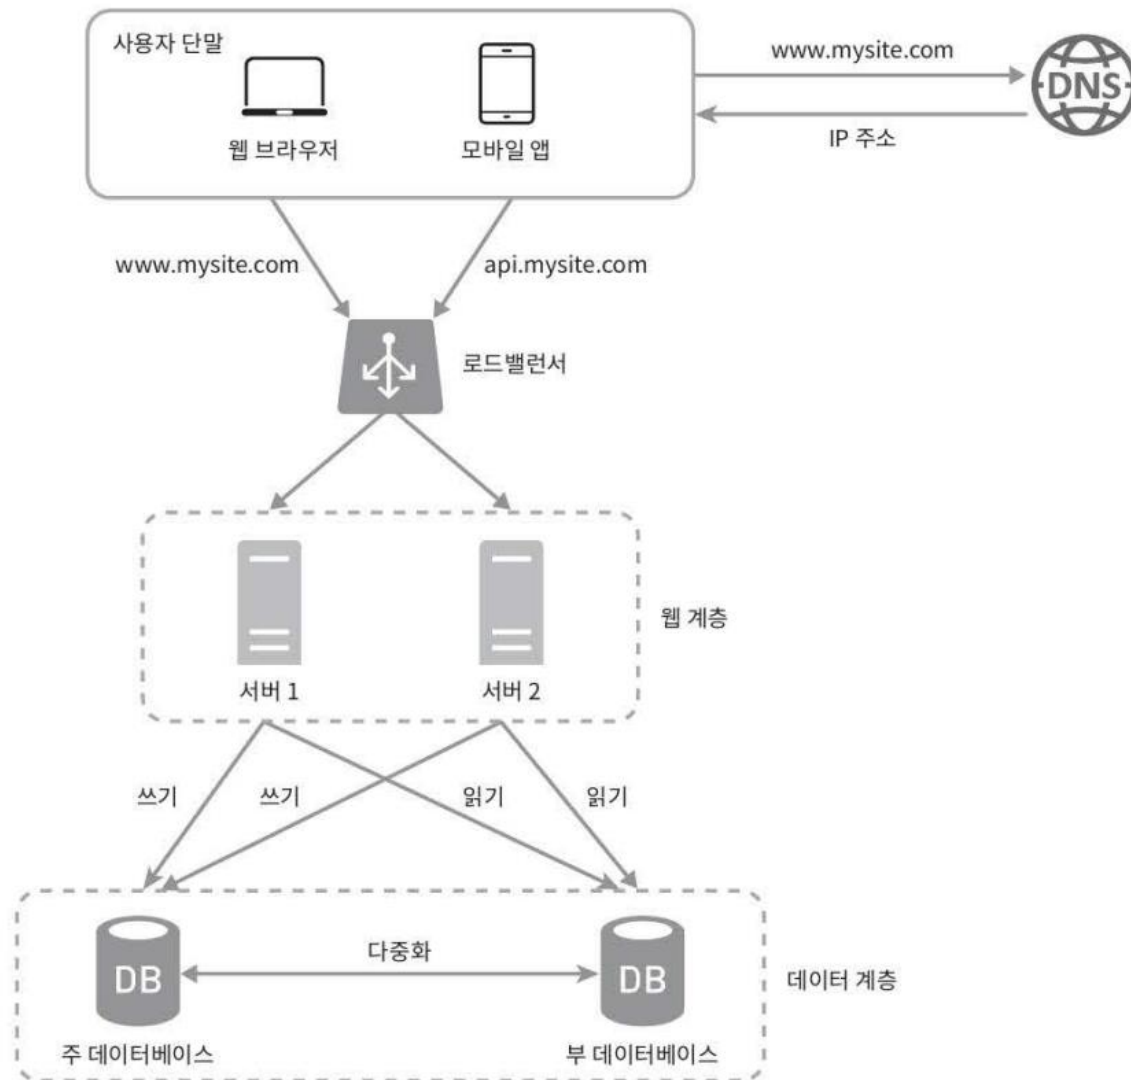 사용자 단말
www.mysite.com
DNS
웹 브라우저
모바일 앱
IP 주소
www.mysite.com
api.mysite.com
로드밸런서
웹 계층
서버 1
서버 2
쓰기
쓰기
읽기
읽기
다중화
DB
DB
데이터 계층
주 데이터베이스
부 데이터베이스